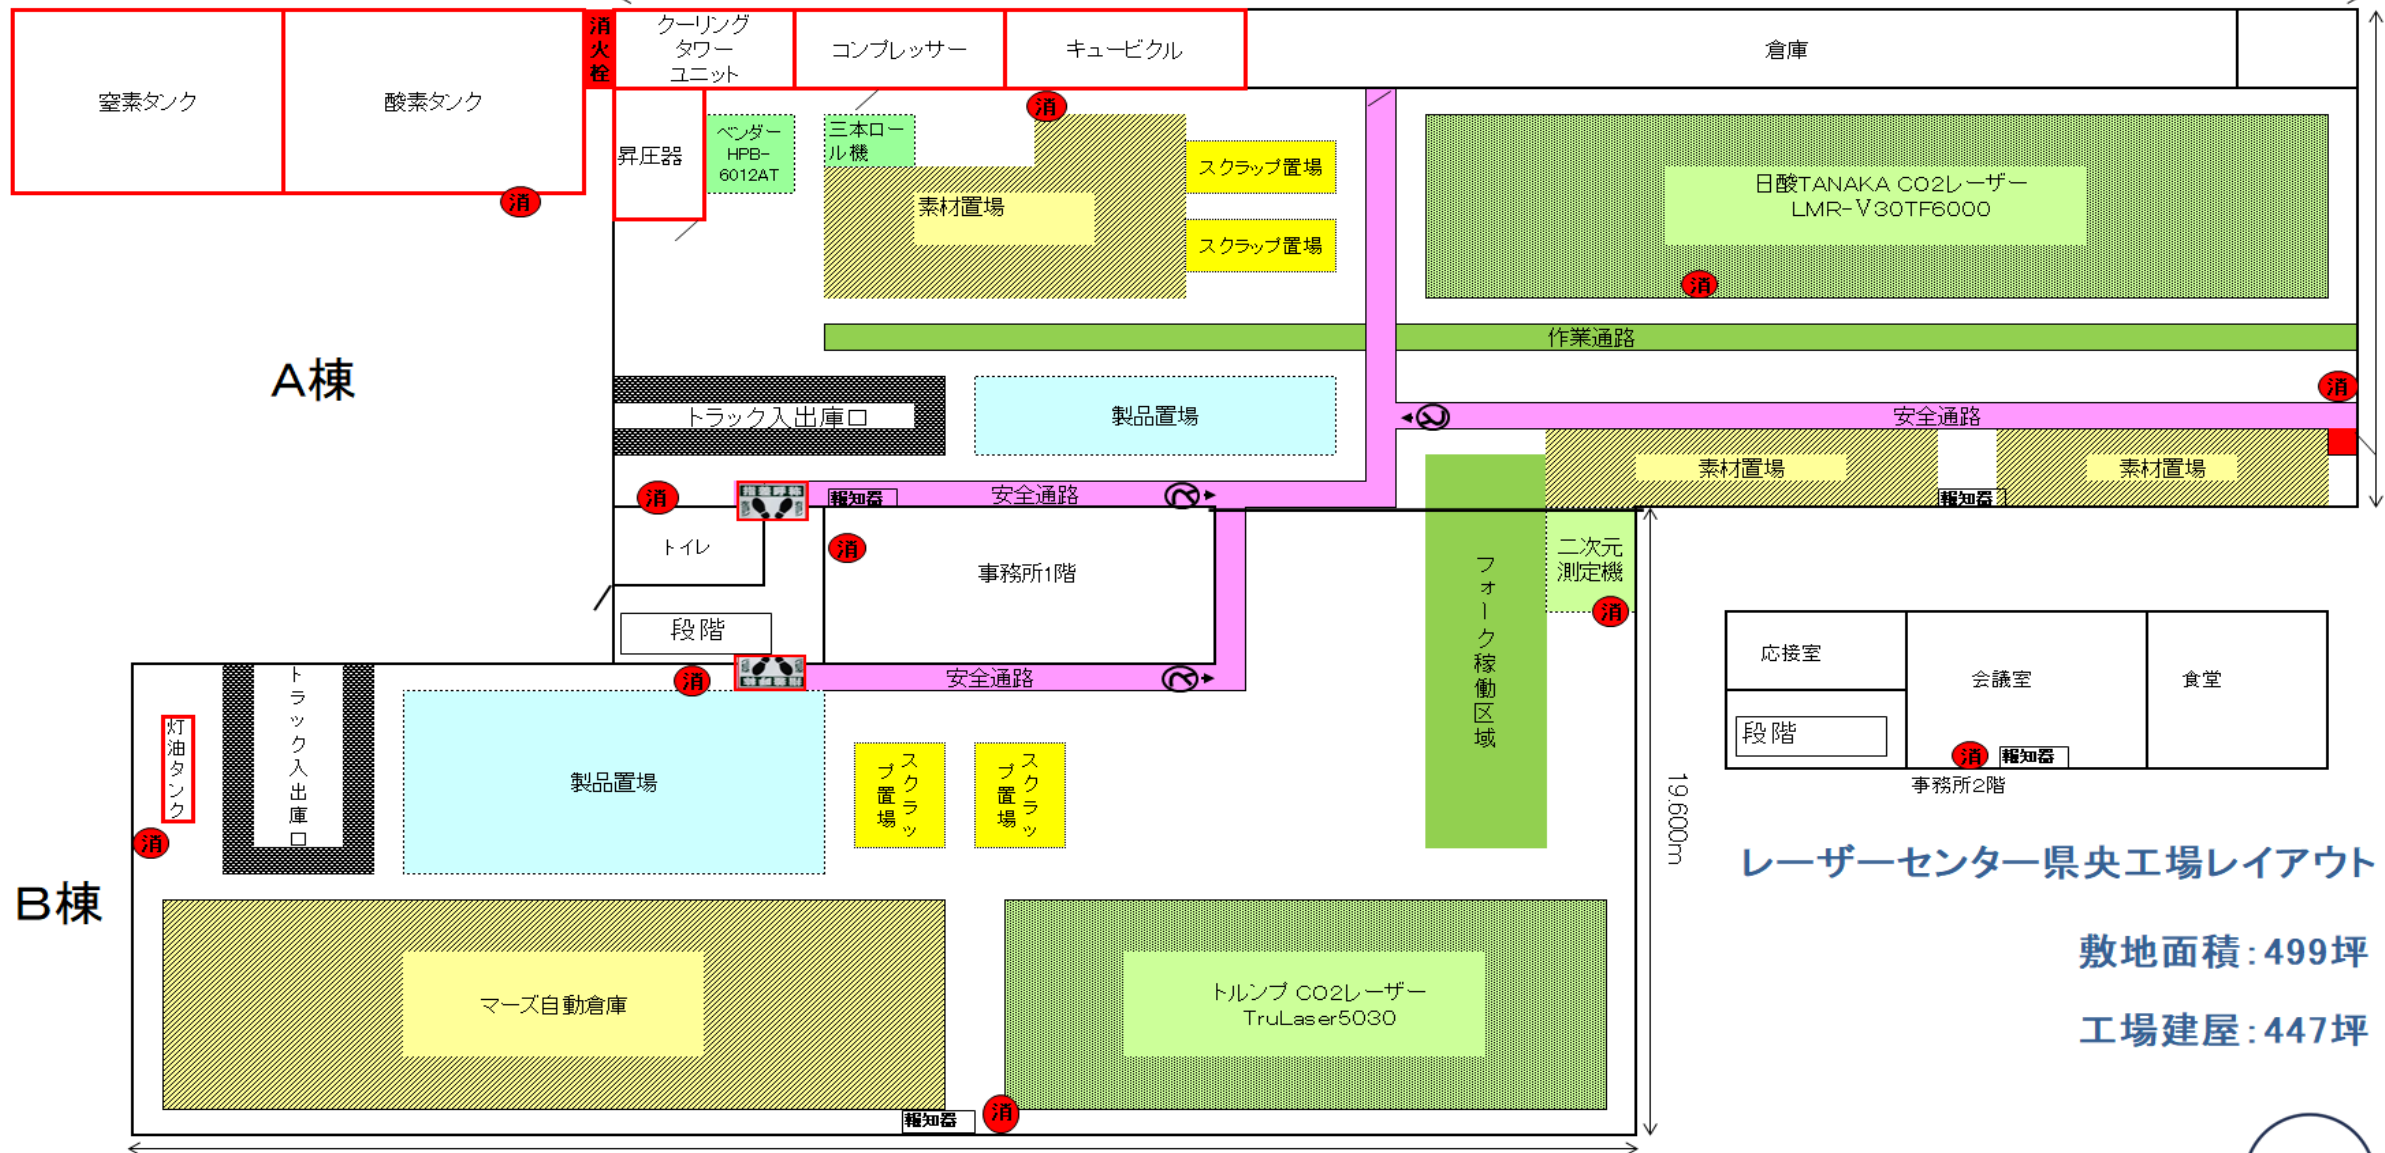 消火栓
クーリング
タワー
ユニット
コンプレッサー
キュービクル
倉庫
窒素タンク
酸素タンク
消
消
昇圧器
ベンダー
HPB-
6012AT
三本ロー
ル機
素材置場
スクラップ置場
スクラップ置場
日酸TANAKA CO2レーザー
LMR-V30TF6000
消
作業通路
A棟
トラック入出庫口
製品置場
消
安全通路
素材置場
素材置場
報知器
消
指差呼称
報知器
安全通路
トイレ
消
事務所1階
段階
二次元
測定機
消
フォーク稼働区域
消
指差呼称
安全通路
応接室
段階
会議室
食堂
消
報知器
事務所2階
灯油タンク
消
トラック入出庫口
製品置場
スクラッ
プ置場
スクラッ
プ置場
19.600m
レーザーセンター県央工場レイアウト
敷地面積:499坪
工場建屋:447坪
B棟
マーズ自動倉庫
トルンプ CO2レーザー
TruLaser5030
報知器
消